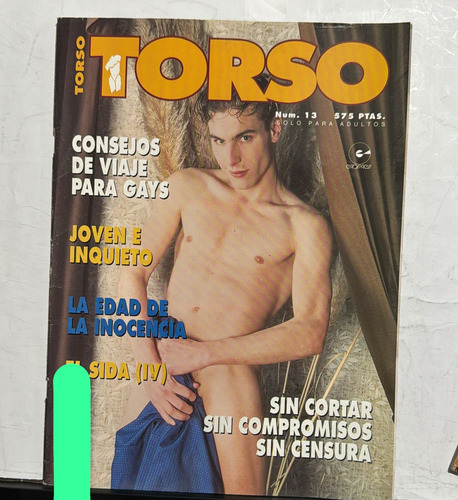 TORSO
TORSO
Num. 13 575 PTAS.
SOLO PARA ADULTOS
CONSEJOS
DE VIAJE
PARA GAYS
JOVEN E
INQUIETO
LA EDAD DE
LA INOCENCIA
EL SIDA (IV)
SIN CORTAR
SIN COMPROMISOS
SIN CENSURA